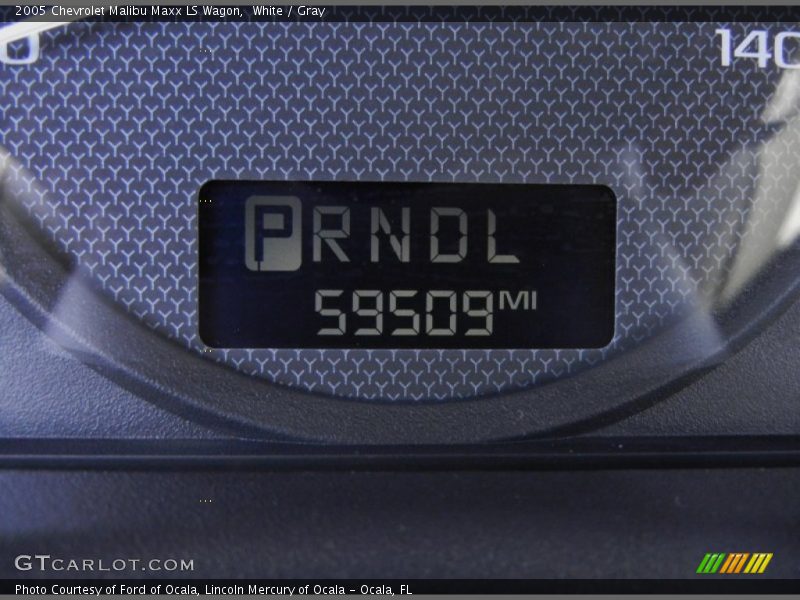 2005 Chevrolet Malibu Maxx LS Wagon, White / Gray
0 140
PRNDL
59509 MI
GTCARLOT.COM
Photo Courtesy of Ford of Ocala, Lincoln Mercury of Ocala - Ocala, FL